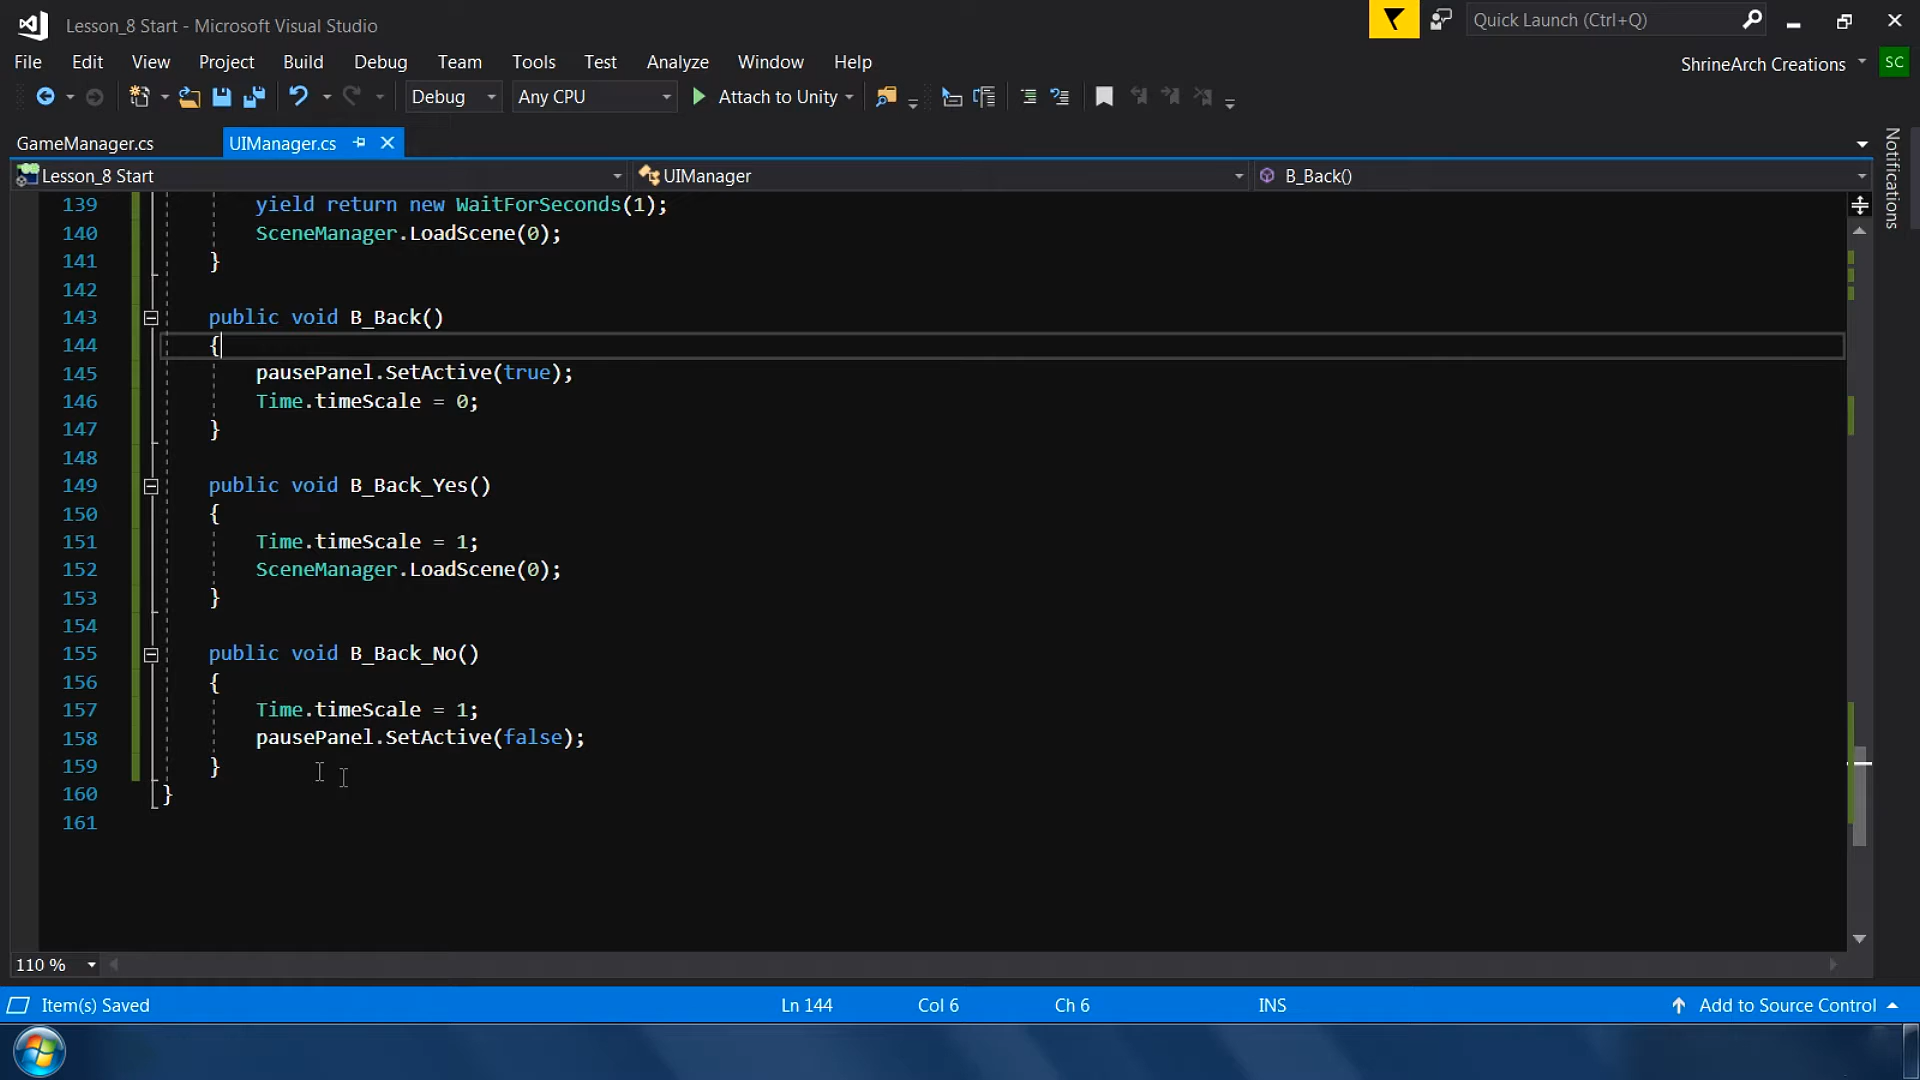 Lesson_8 Start - Microsoft Visual Studio
Quick Launch (Ctrl+Q)
File Edit View Project Build Debug Team Tools Test Analyze Window Help
ShrineArch Creations SC
Debug Any CPU Attach to Unity
GameManager.cs UIManager.cs
Notifications
Lesson_8 Start UIManager B_Back()
139 yield return new WaitForSeconds(1);
140 SceneManager.LoadScene(0);
141 }
142
143 public void B_Back()
144 {
145 pausePanel.SetActive(true);
146 Time.timeScale = 0;
147 }
148
149 public void B_Back_Yes()
150 {
151 Time.timeScale = 1;
152 SceneManager.LoadScene(0);
153 }
154
155 public void B_Back_No()
156 {
157 Time.timeScale = 1;
158 pausePanel.SetActive(false);
159 }
160 }
161
110 %
Item(s) Saved Ln 144 Col 6 Ch 6 INS Add to Source Control